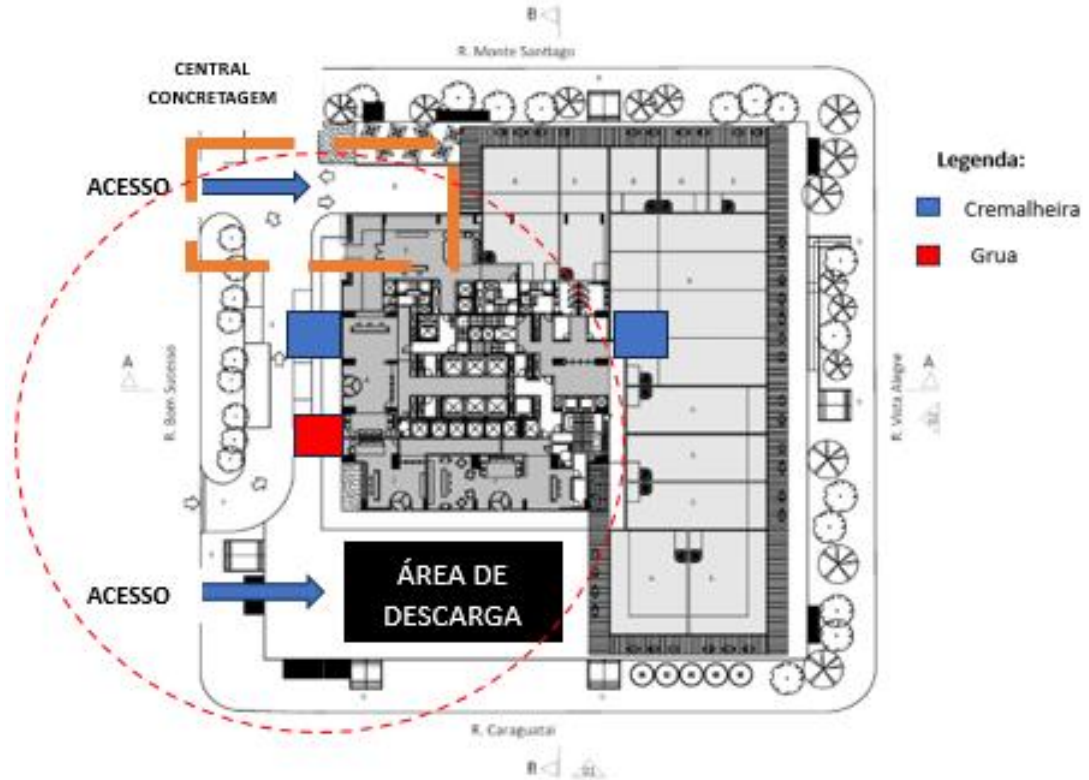 B
R. Monte Santiago
CENTRAL
CONCRETAGEM
ACESSO
Legenda:
Cremalheira
Grua
A
A
R. Bom Sucesso
R. Vista Alegre
ACESSO
ÁREA DE
DESCARGA
R. Caraguataí
B